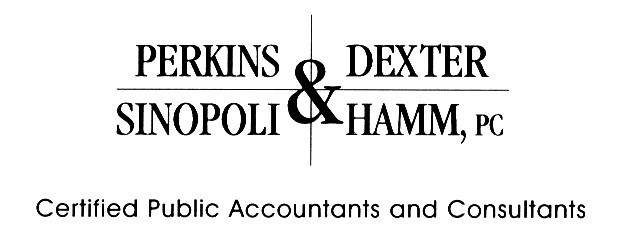 PERKINS DEXTER
SINOPOLI & HAMM, PC
Certified Public Accountants and Consultants